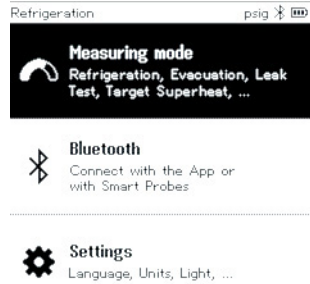 Refrigeration psig
Measuring mode
Refrigeration, Evacuation, Leak
Test, Target Superheat, ...
Bluetooth
Connect with the App or
with Smart Probes
Settings
Language, Units, Light, ...